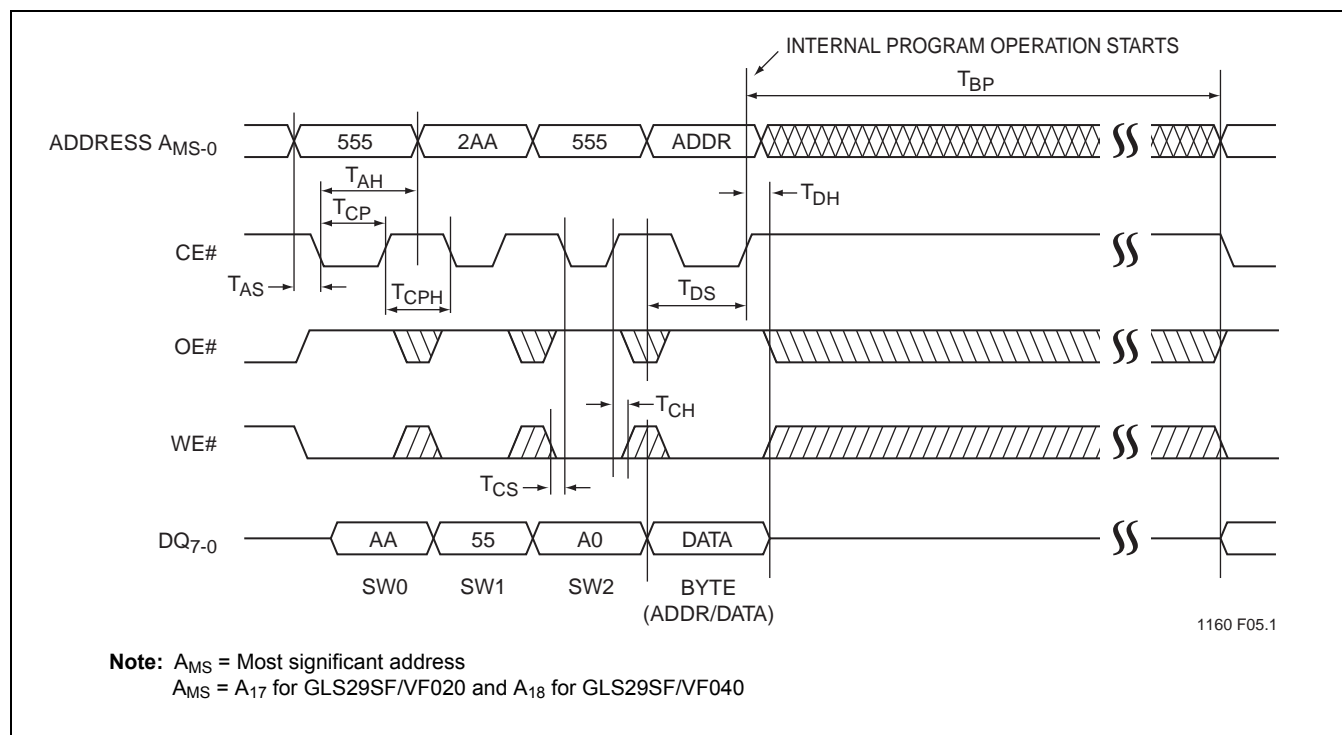 INTERNAL PROGRAM OPERATION STARTS
TBP
ADDRESS AMS-0
555
2AA
555
ADDR
TAH
TDH
TCP
CE#
TAS
TCPH
TDS
OE#
TCH
WE#
TCS
DQ7-0
AA
55
A0
DATA
SW0
SW1
SW2
BYTE
(ADDR/DATA)
1160 F05.1
Note: AMS = Most significant address
AMS = A17 for GLS29SF/VF020 and A18 for GLS29SF/VF040